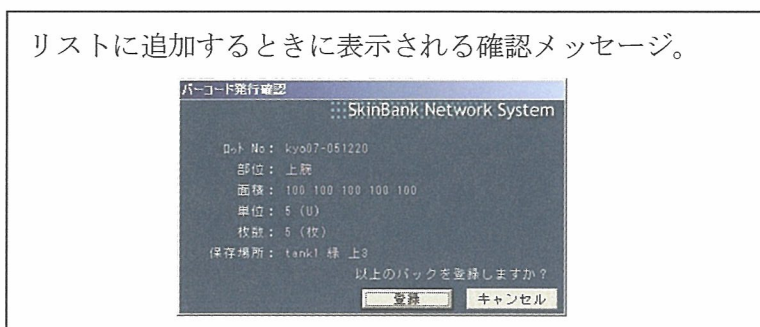 リストに追加するときに表示される確認メッセージ。
バーコード発行確認
SkinBank Network System
ロット No： kyo07-051220
部位： 上腕
面積： 100 100 100 100 100
単位： 5 (U)
枚数： 5 (枚)
保存場所： tank1 緑 上3
以上のパックを登録しますか？
登録 キャンセル